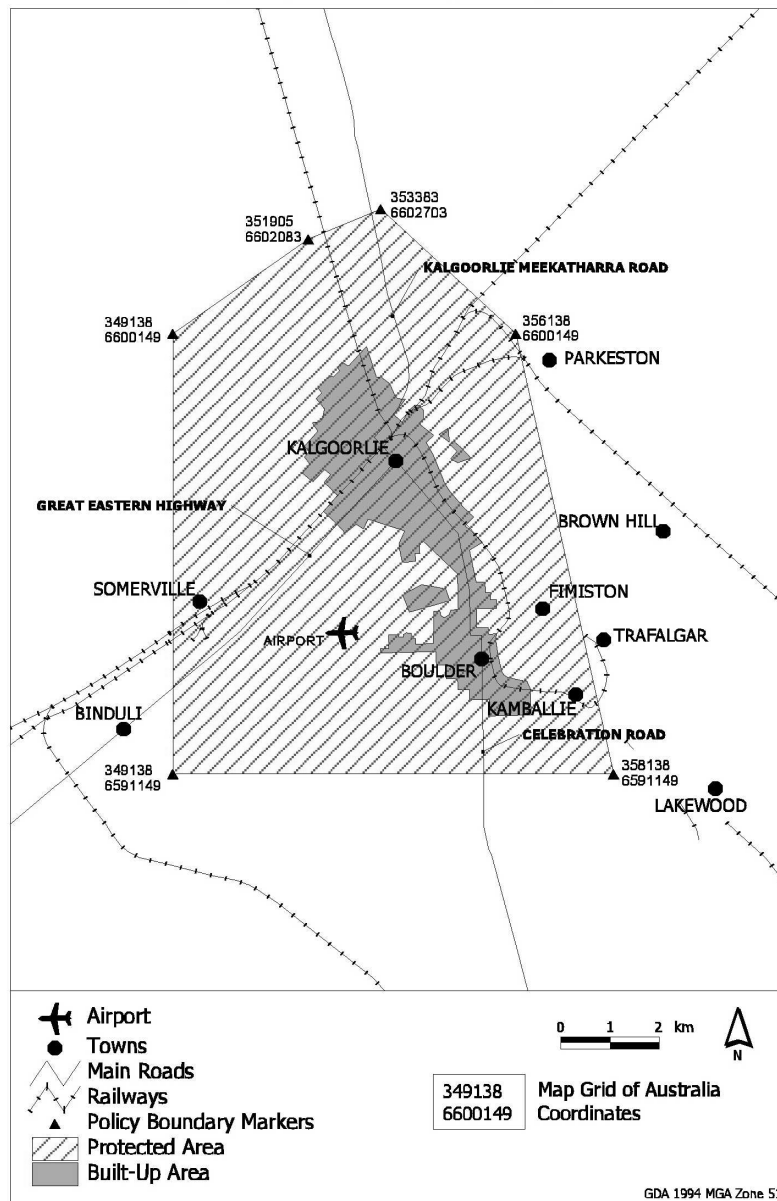 353383
6602703
351905
6602083
KALGOORLIE MEEKATHARRA ROAD
349138
6600149
356138
6600149
PARKESTON
KALGOORLIE
GREAT EASTERN HIGHWAY
BROWN HILL
SOMERVILLE
FIMISTON
AIRPORT
TRAFALGAR
BOULDER
KAMBALLIE
BINDULI
CELEBRATION ROAD
349138
6591149
358138
6591149
LAKEWOOD
Airport
Towns
Main Roads
Railways
Policy Boundary Markers
Protected Area
Built-Up Area
0 1 2 km
N
349138
6600149
Map Grid of Australia
Coordinates
GDA 1994 MGA Zone